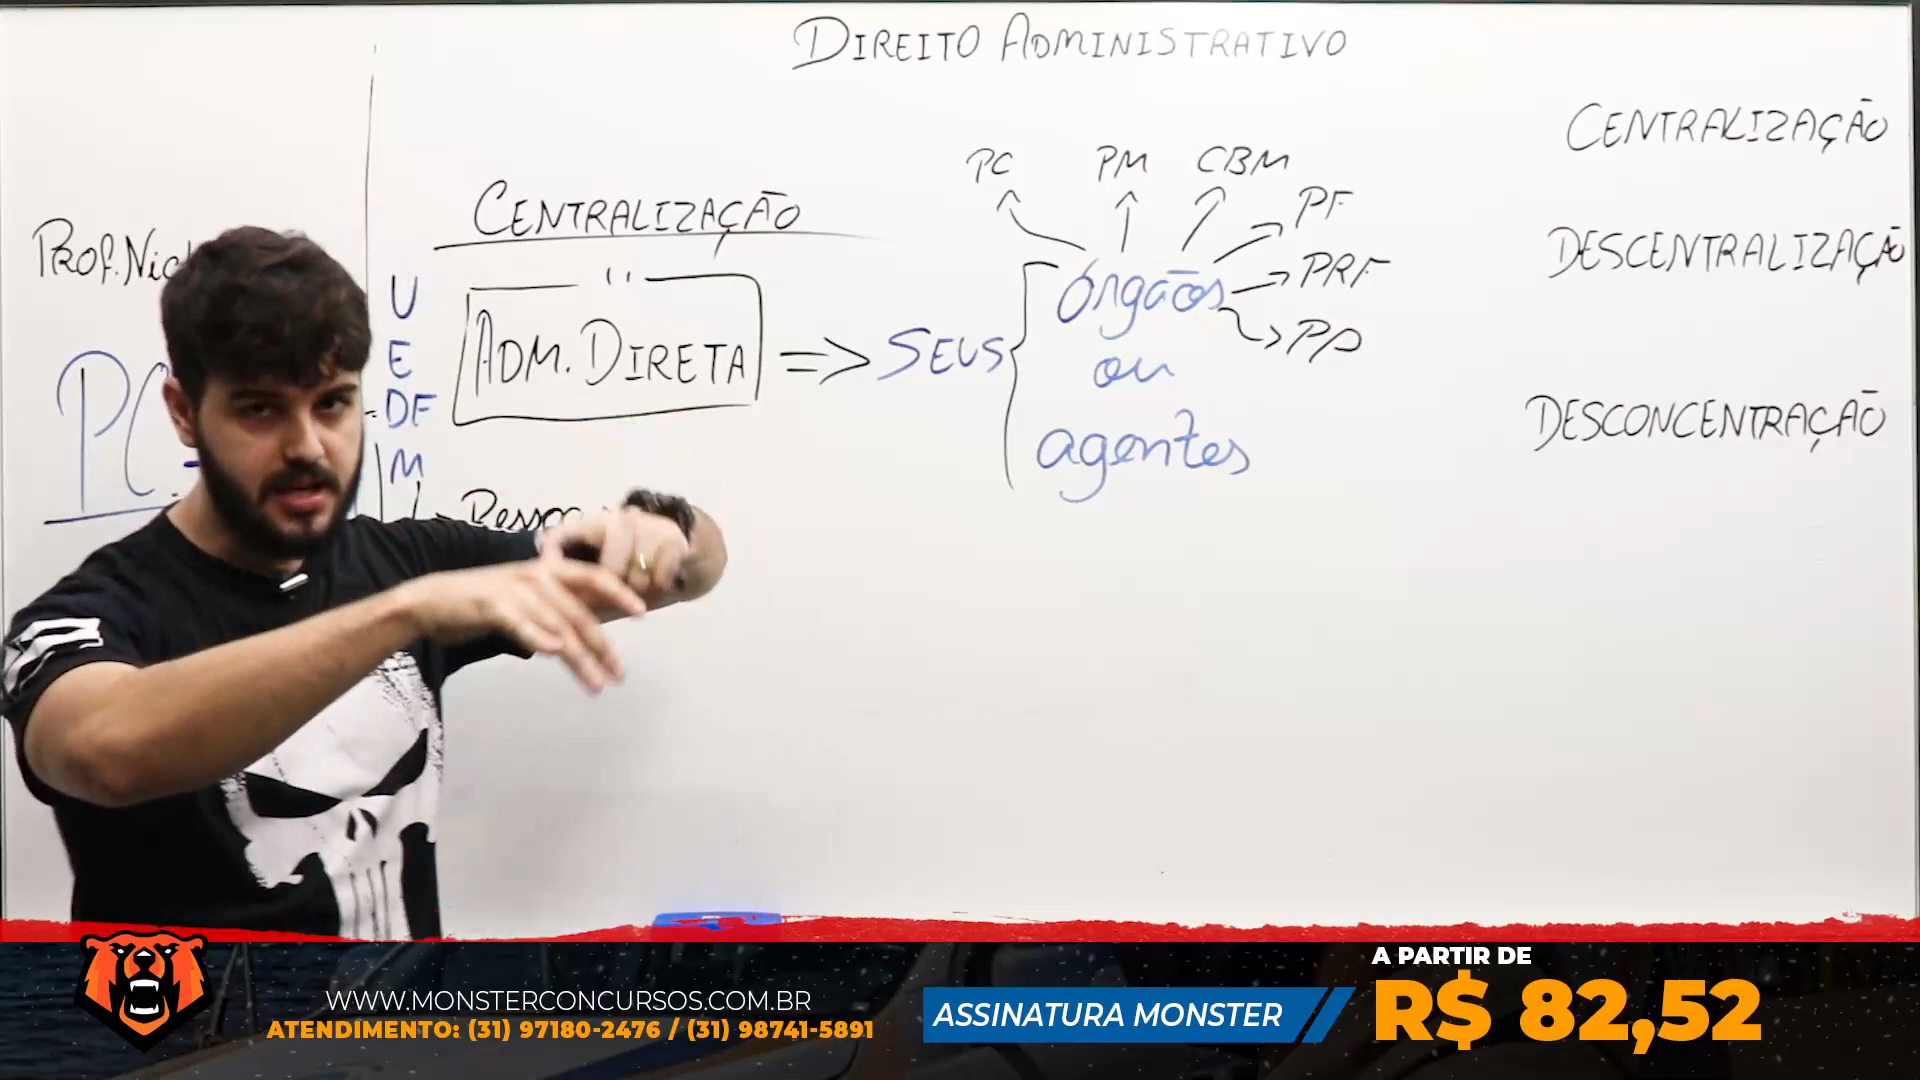 DIREITO ADMINISTRATIVO
CENTRALIZAÇÃO
DESCENTRALIZAÇÃO
DESCONCENTRAÇÃO
PROF.
PC
CENTRALIZAÇÃO
U
E
DF
M
ADM. DIRETA
=> SEUS
órgãos
ou
agentes
PC
PM
CBM
PF
PRF
PP
WWW.MONSTERCONCURSOS.COM.BR
ATENDIMENTO: (31) 97180-2476 / (31) 98741-5891
ASSINATURA MONSTER
A PARTIR DE
R$ 82,52